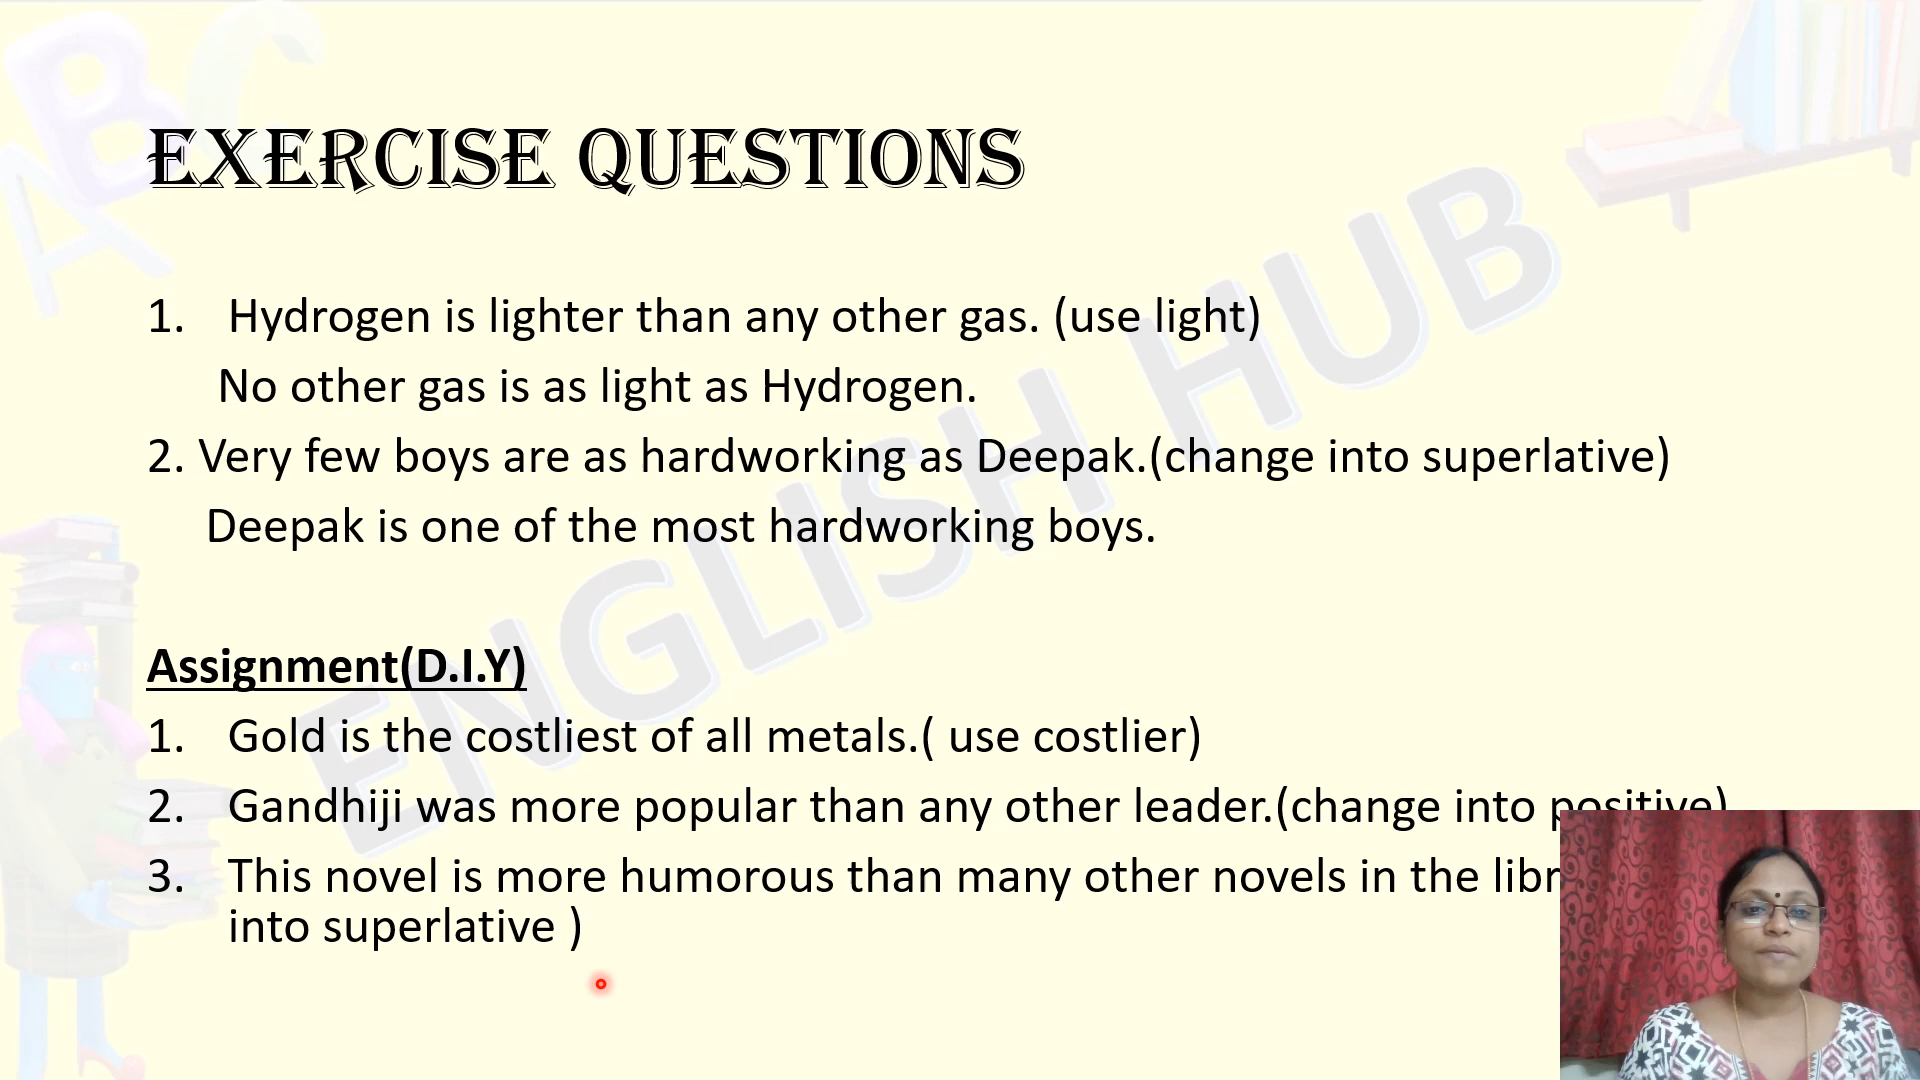 EXERCISE QUESTIONS
1. Hydrogen is lighter than any other gas. (use light)
No other gas is as light as Hydrogen.
2. Very few boys are as hardworking as Deepak.(change into superlative)
Deepak is one of the most hardworking boys.
Assignment(D.I.Y)
1. Gold is the costliest of all metals.( use costlier)
2. Gandhiji was more popular than any other leader.(change into positive)
3. This novel is more humorous than many other novels in the
into superlative )
ENGLISH HUB
ABC